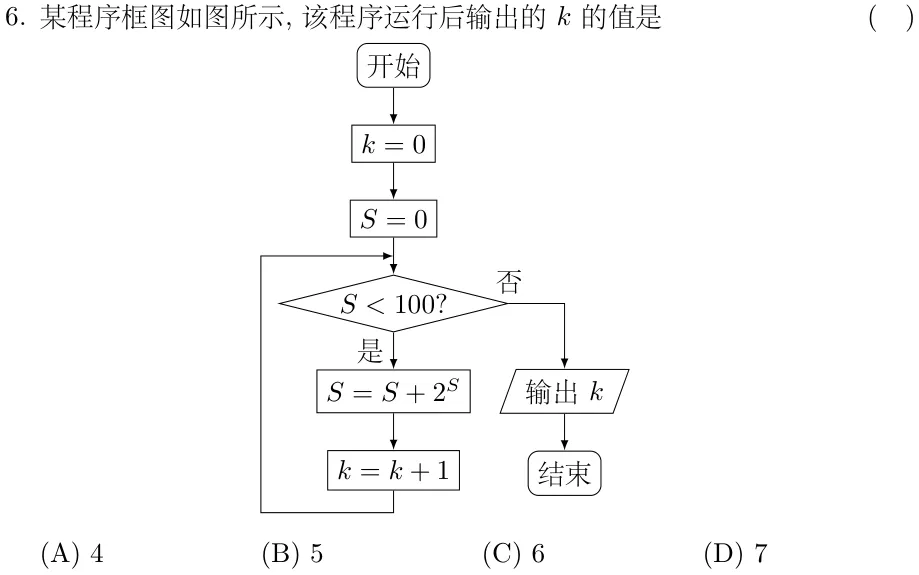 6. 某程序框图如图所示, 该程序运行后输出的 k 的值是 ( )
开始
k = 0
S = 0
S < 100?
否
是
S = S + 2^S
输出 k
k = k + 1
结束
(A) 4 (B) 5 (C) 6 (D) 7